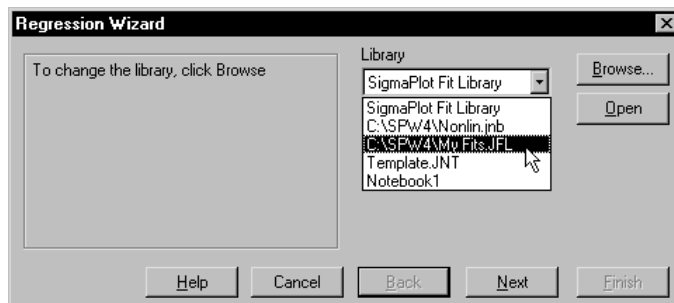 Regression Wizard
To change the library, click Browse
Library
SigmaPlot Fit Library
SigmaPlot Fit Library
C:\SPW4\Nonlin.jnb
C:\SPW4\My Fits.JFL
Template.JNT
Notebook1
Browse...
Open
Help
Cancel
Back
Next
Finish